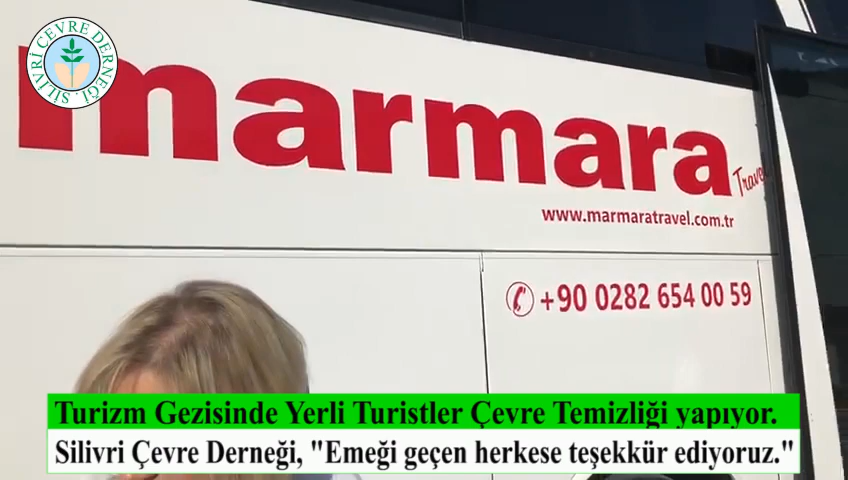 SİLİVRİ ÇEVRE DERNEĞİ
marmara
Travel
www.marmaratravel.com.tr
+90 0282 654 00 59
Turizm Gezisinde Yerli Turistler Çevre Temizliği yapıyor.
Silivri Çevre Derneği, "Emeği geçen herkese teşekkür ediyoruz."